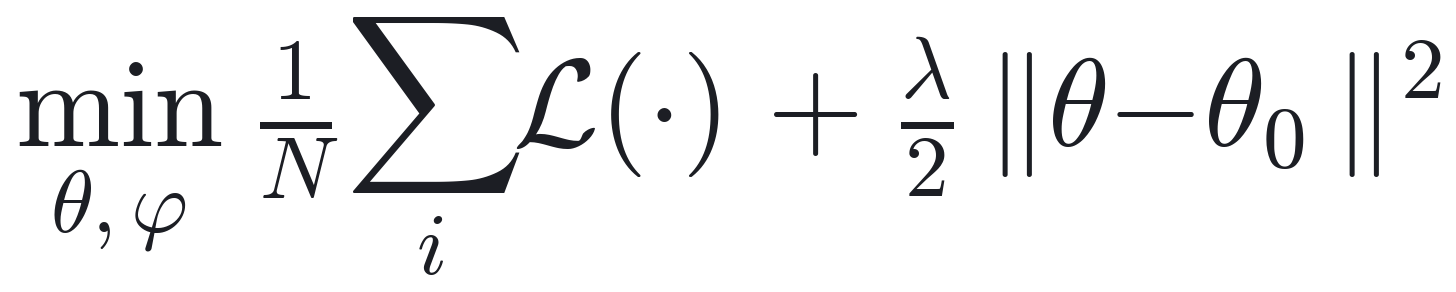 min_{θ, φ} 1/N ∑_i ℒ(·) + λ/2 ‖θ−θ₀‖²